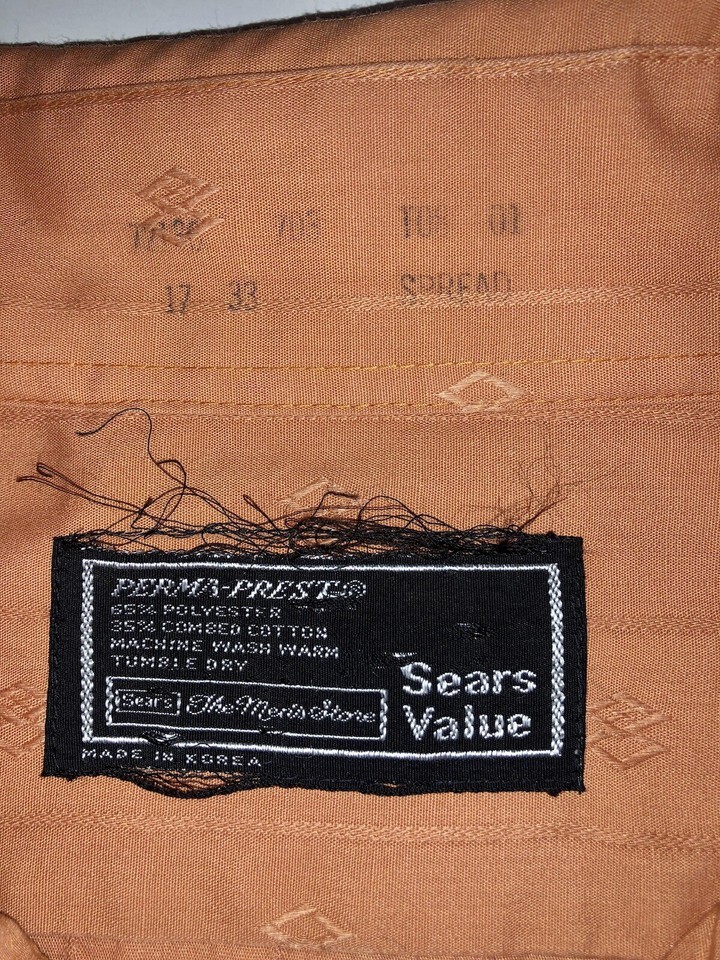 01
17 33 SPREAD
PERMA-PREST®
65% POLYESTER
35% COMBED COTTON
MACHINE WASH WARM
TUMBLE DRY
Sears The Men's Store
Sears
Value
MADE IN KOREA